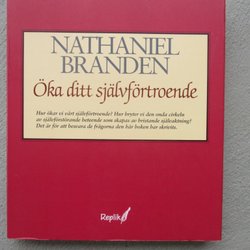 NATHANIEL
BRANDEN
Öka ditt självförtroende
Hur ökar vi vårt självförtroende? Hur bryter vi den onda cirkeln
av självförstörande beteende som skapas av bristande självaktning?
Det är för att besvara de frågorna den här boken har skrivits.
Replik